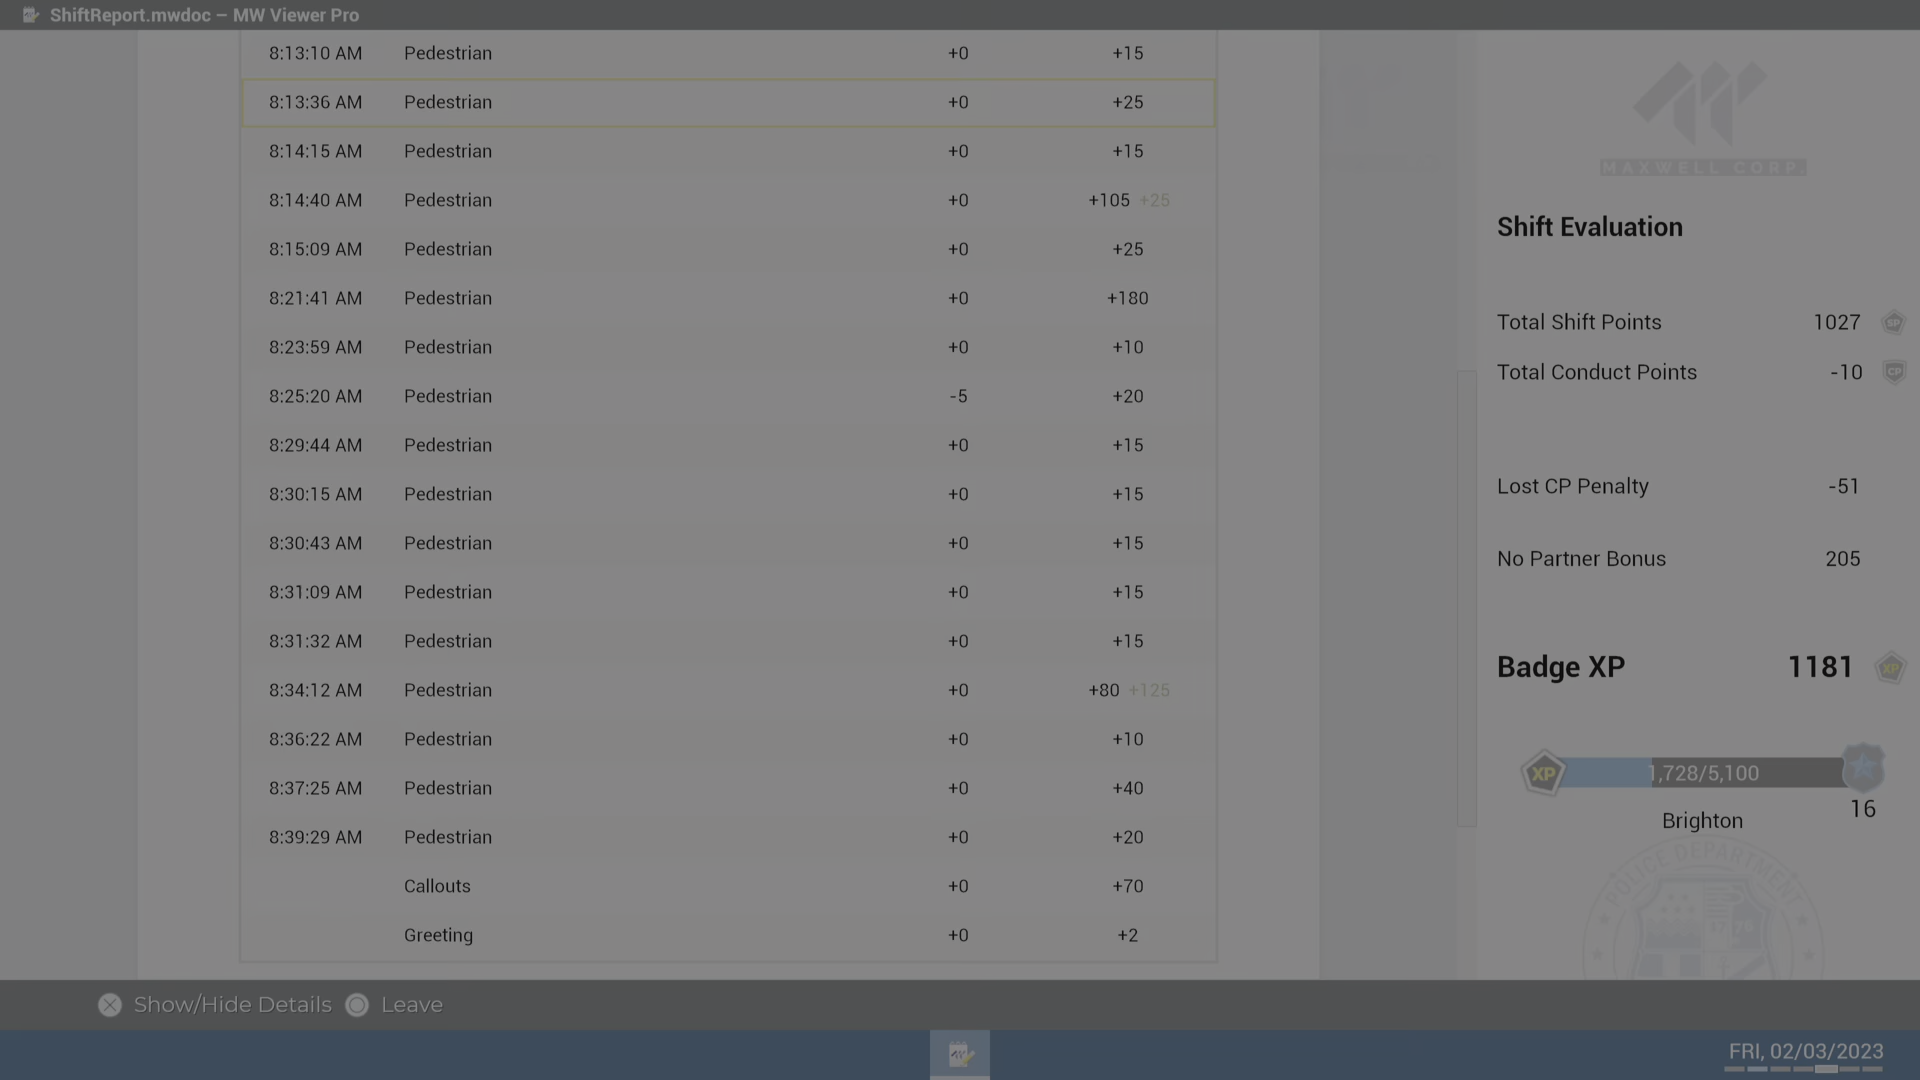 ShiftReport.mwdoc – MW Viewer Pro
8:13:10 AM Pedestrian +0 +15
8:13:36 AM Pedestrian +0 +25
8:14:15 AM Pedestrian +0 +15
8:14:40 AM Pedestrian +0 +105 +25
8:15:09 AM Pedestrian +0 +25
8:21:41 AM Pedestrian +0 +180
8:23:59 AM Pedestrian +0 +10
8:25:20 AM Pedestrian -5 +20
8:29:44 AM Pedestrian +0 +15
8:30:15 AM Pedestrian +0 +15
8:30:43 AM Pedestrian +0 +15
8:31:09 AM Pedestrian +0 +15
8:31:32 AM Pedestrian +0 +15
8:34:12 AM Pedestrian +0 +80 +125
8:36:22 AM Pedestrian +0 +10
8:37:25 AM Pedestrian +0 +40
8:39:29 AM Pedestrian +0 +20
Callouts +0 +70
Greeting +0 +2
MAXWELL CORP.
Shift Evaluation
Total Shift Points 1027 SP
Total Conduct Points -10 CP
Lost CP Penalty -51
No Partner Bonus 205
Badge XP 1181 XP
XP 1,728/5,100
16
Brighton
POLICE DEPARTMENT
Show/Hide Details Leave
FRI, 02/03/2023